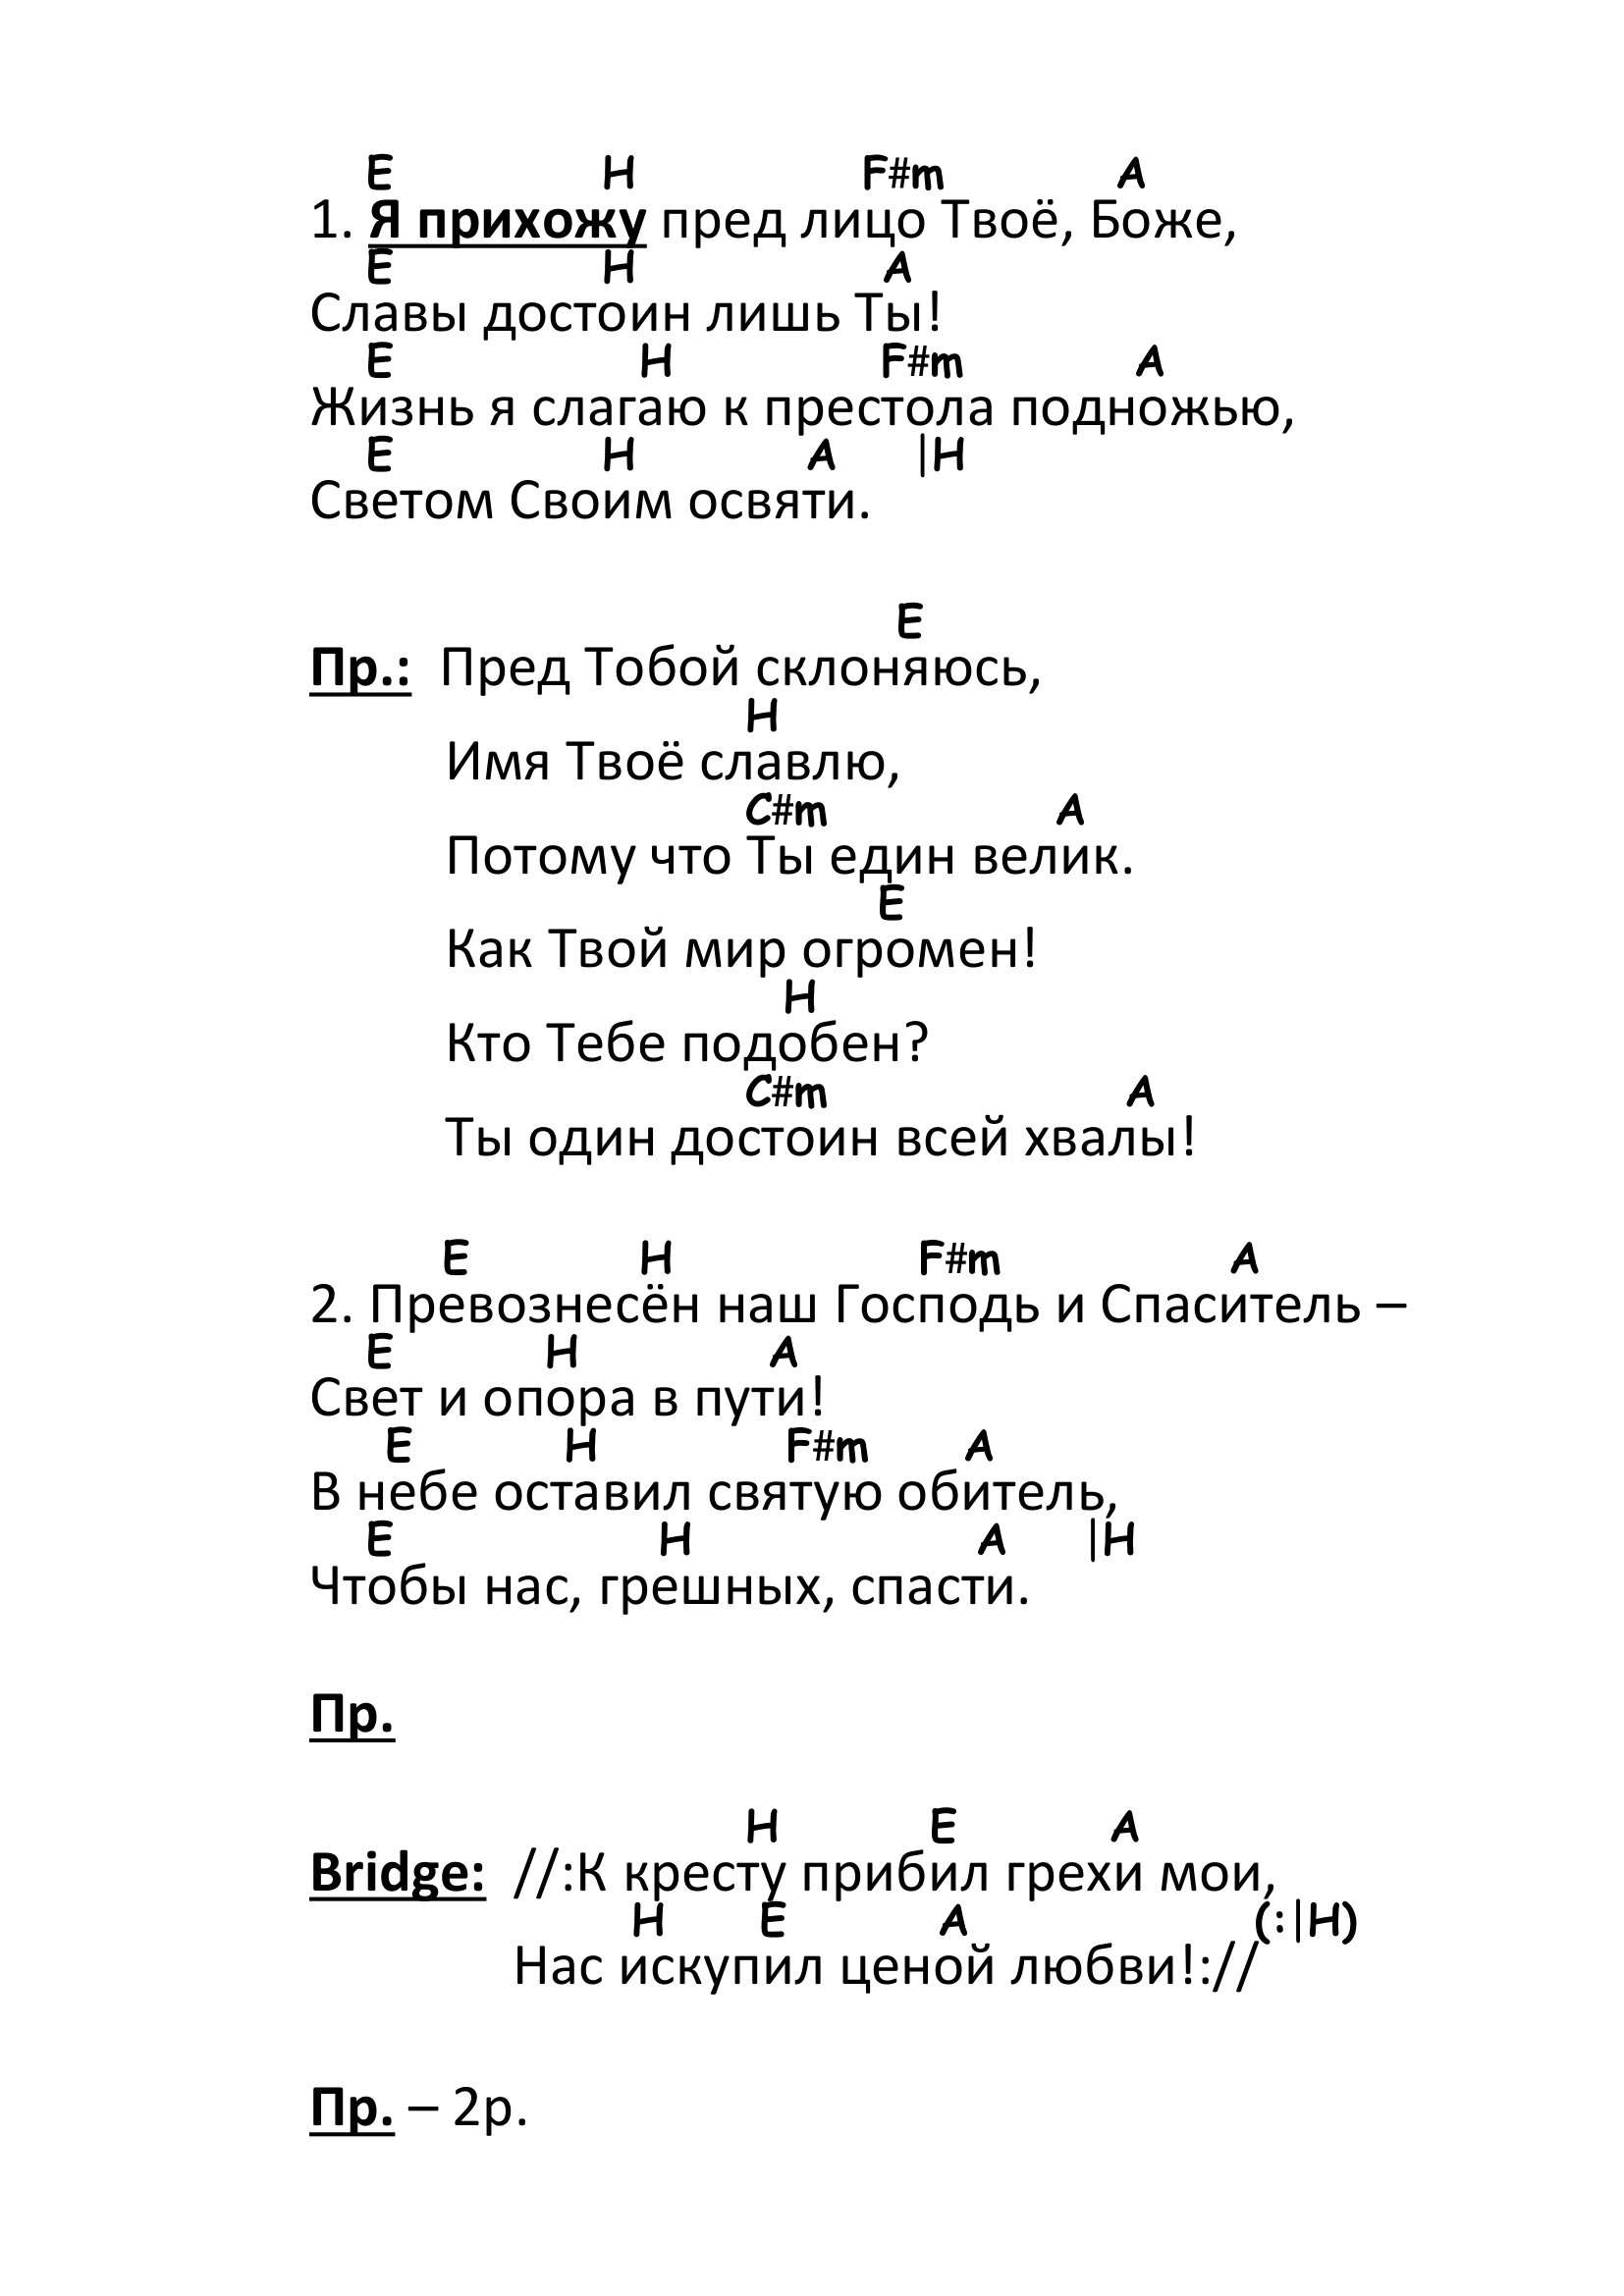 E H F#m A
1. Я прихожу пред лицо Твоё, Боже,
E H A
Славы достоин лишь Ты!
E H F#m A
Жизнь я слагаю к престола подножью,
E H A |H
Светом Своим освяти.
E
Пр.: Пред Тобой склоняюсь,
H
Имя Твоё славлю,
C#m A
Потому что Ты един велик.
E
Как Твой мир огромен!
H
Кто Тебе подобен?
C#m A
Ты один достоин всей хвалы!
E H F#m A
2. Превознесён наш Господь и Спаситель –
E H A
Свет и опора в пути!
E H F#m A
В небе оставил святую обитель,
E H A |H
Чтобы нас, грешных, спасти.
Пр.
H E A
Bridge: //:К кресту прибил грехи мои,
H E A (:|H)
Нас искупил ценой любви!://
Пр. – 2р.